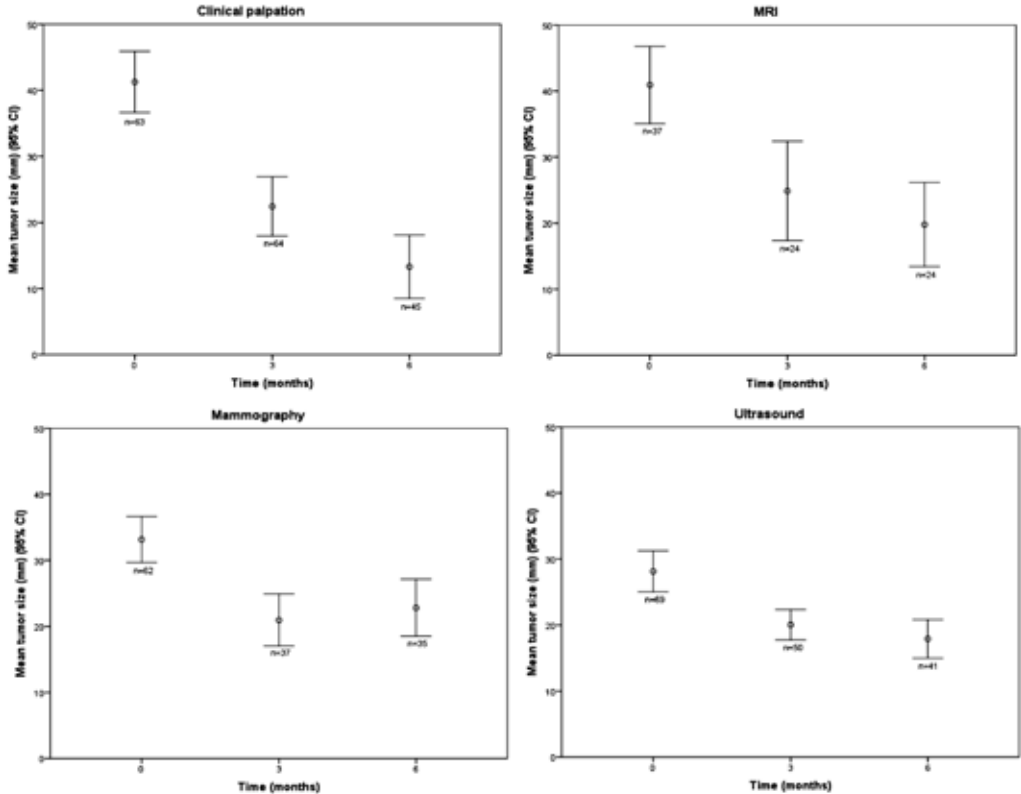 Clinical palpation
Mean tumor size (mm) (95% CI)
50
40
30
20
10
0
n=63
n=64
n=45
0
3
6
Time (months)
MRI
Mean tumor size (mm) (95% CI)
50
40
30
20
10
0
n=37
n=24
n=24
0
3
6
Time (months)
Mammography
Mean tumor size (mm) (95% CI)
50
40
30
20
10
0
n=62
n=37
n=35
0
3
6
Time (months)
Ultrasound
Mean tumor size (mm) (95% CI)
50
40
30
20
10
0
n=69
n=50
n=41
0
3
6
Time (months)